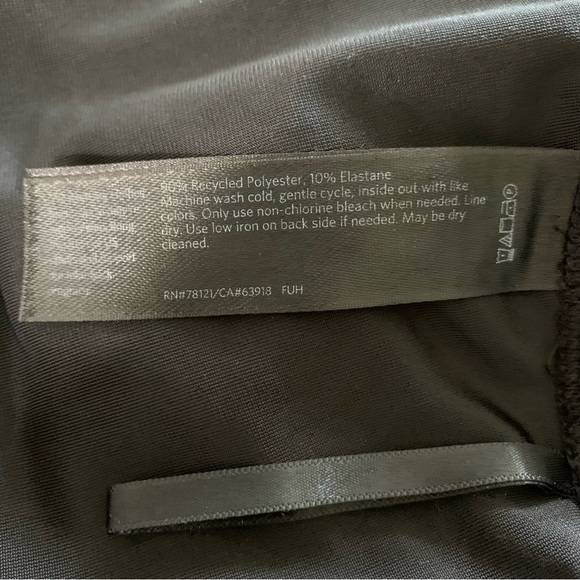 90% Recycled Polyester, 10% Elastane
Machine wash cold, gentle cycle, inside out with like
colors. Only use non-chlorine bleach when needed. Line
dry. Use low iron on back side if needed. May be dry
cleaned.
RN#78121/CA#63918 FUH